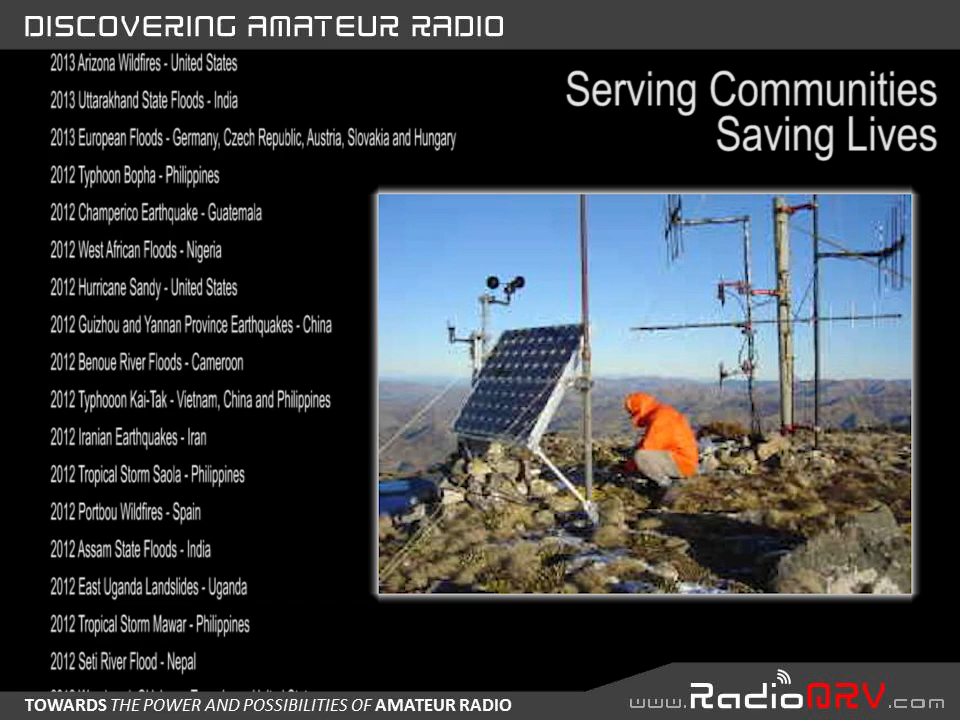 DISCOVERING AMATEUR RADIO
2013 Arizona Wildfires - United States
2013 Uttarakhand State Floods - India
2013 European Floods - Germany, Czech Republic, Austria, Slovakia and Hungary
2012 Typhoon Bopha - Philippines
2012 Champerico Earthquake - Guatemala
2012 West African Floods - Nigeria
2012 Hurricane Sandy - United States
2012 Guizhou and Yannan Province Earthquakes - China
2012 Benoue River Floods - Cameroon
2012 Typhooon Kai-Tak - Vietnam, China and Philippines
2012 Iranian Earthquakes - Iran
2012 Tropical Storm Saola - Philippines
2012 Portbou Wildfires - Spain
2012 Assam State Floods - India
2012 East Uganda Landslides - Uganda
2012 Tropical Storm Mawar - Philippines
2012 Seti River Flood - Nepal
Serving Communities
Saving Lives
TOWARDS THE POWER AND POSSIBILITIES OF AMATEUR RADIO
www.RadioQRV.com